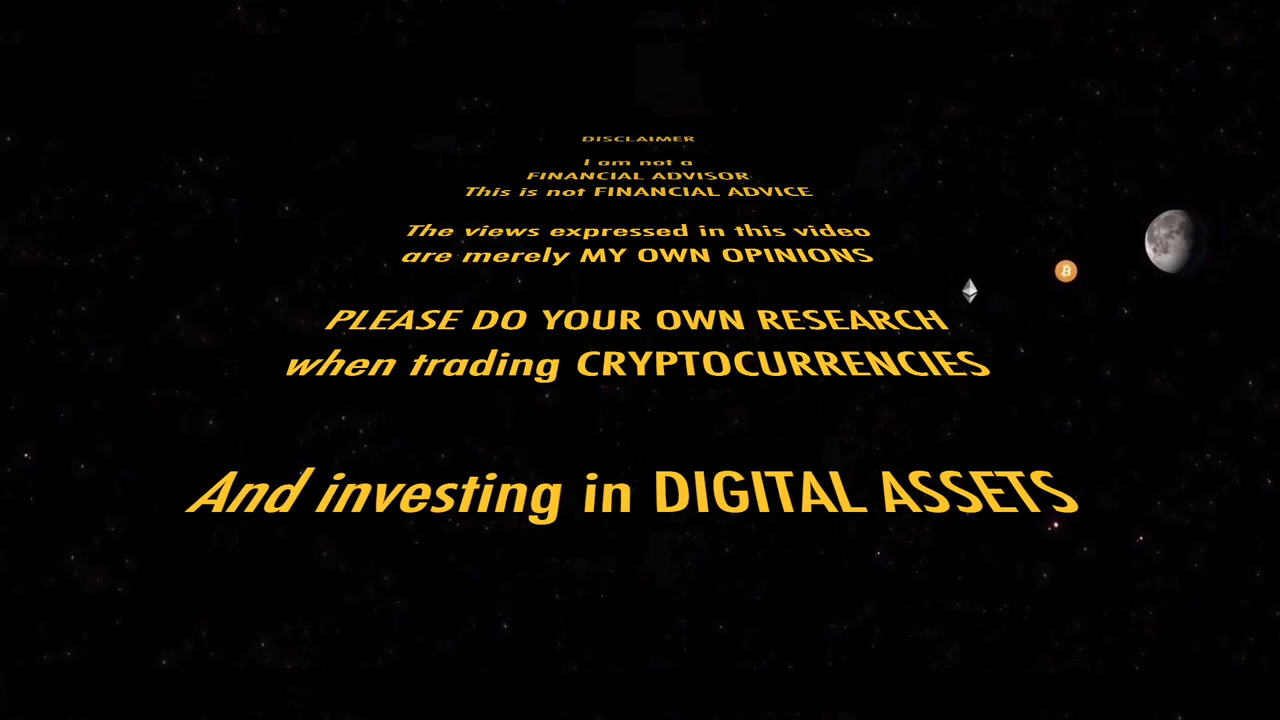 DISCLAIMER
I am not a
FINANCIAL ADVISOR
This is not FINANCIAL ADVICE
The views expressed in this video
are merely MY OWN OPINIONS
PLEASE DO YOUR OWN RESEARCH
when trading CRYPTOCURRENCIES
And investing in DIGITAL ASSETS